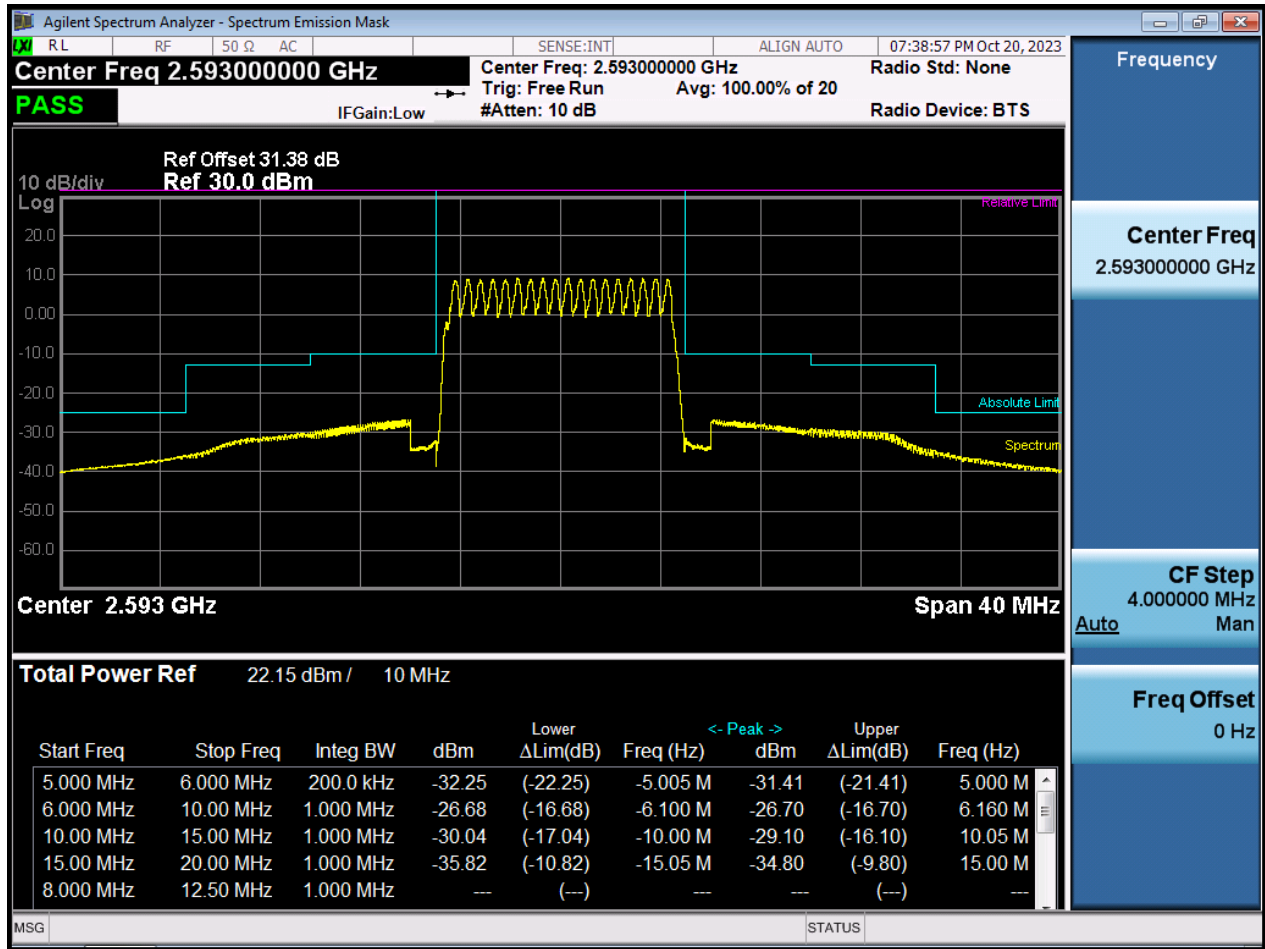 Agilent Spectrum Analyzer - Spectrum Emission Mask
LXI RL RF 50 Ω AC SENSE:INT ALIGN AUTO 07:38:57 PM Oct 20, 2023
Center Freq 2.593000000 GHz
PASS
IFGain:Low
Center Freq: 2.593000000 GHz
Trig: Free Run Avg: 100.00% of 20
#Atten: 10 dB
Radio Std: None
Radio Device: BTS
Ref Offset 31.38 dB
10 dB/div Ref 30.0 dBm
Log
Relative Limit
20.0
10.0
0.00
-10.0
-20.0
Absolute Limit
-30.0
Spectrum
-40.0
-50.0
-60.0
Center 2.593 GHz Span 40 MHz
Total Power Ref 22.15 dBm / 10 MHz
Lower <- Peak -> Upper
Start Freq Stop Freq Integ BW dBm ΔLim(dB) Freq (Hz) dBm ΔLim(dB) Freq (Hz)
5.000 MHz 6.000 MHz 200.0 kHz -32.25 (-22.25) -5.005 M -31.41 (-21.41) 5.000 M
6.000 MHz 10.00 MHz 1.000 MHz -26.68 (-16.68) -6.100 M -26.70 (-16.70) 6.160 M
10.00 MHz 15.00 MHz 1.000 MHz -30.04 (-17.04) -10.00 M -29.10 (-16.10) 10.05 M
15.00 MHz 20.00 MHz 1.000 MHz -35.82 (-10.82) -15.05 M -34.80 (-9.80) 15.00 M
8.000 MHz 12.50 MHz 1.000 MHz --- (---) --- --- (---) ---
MSG STATUS
Frequency
Center Freq
2.593000000 GHz
CF Step
4.000000 MHz
Auto Man
Freq Offset
0 Hz